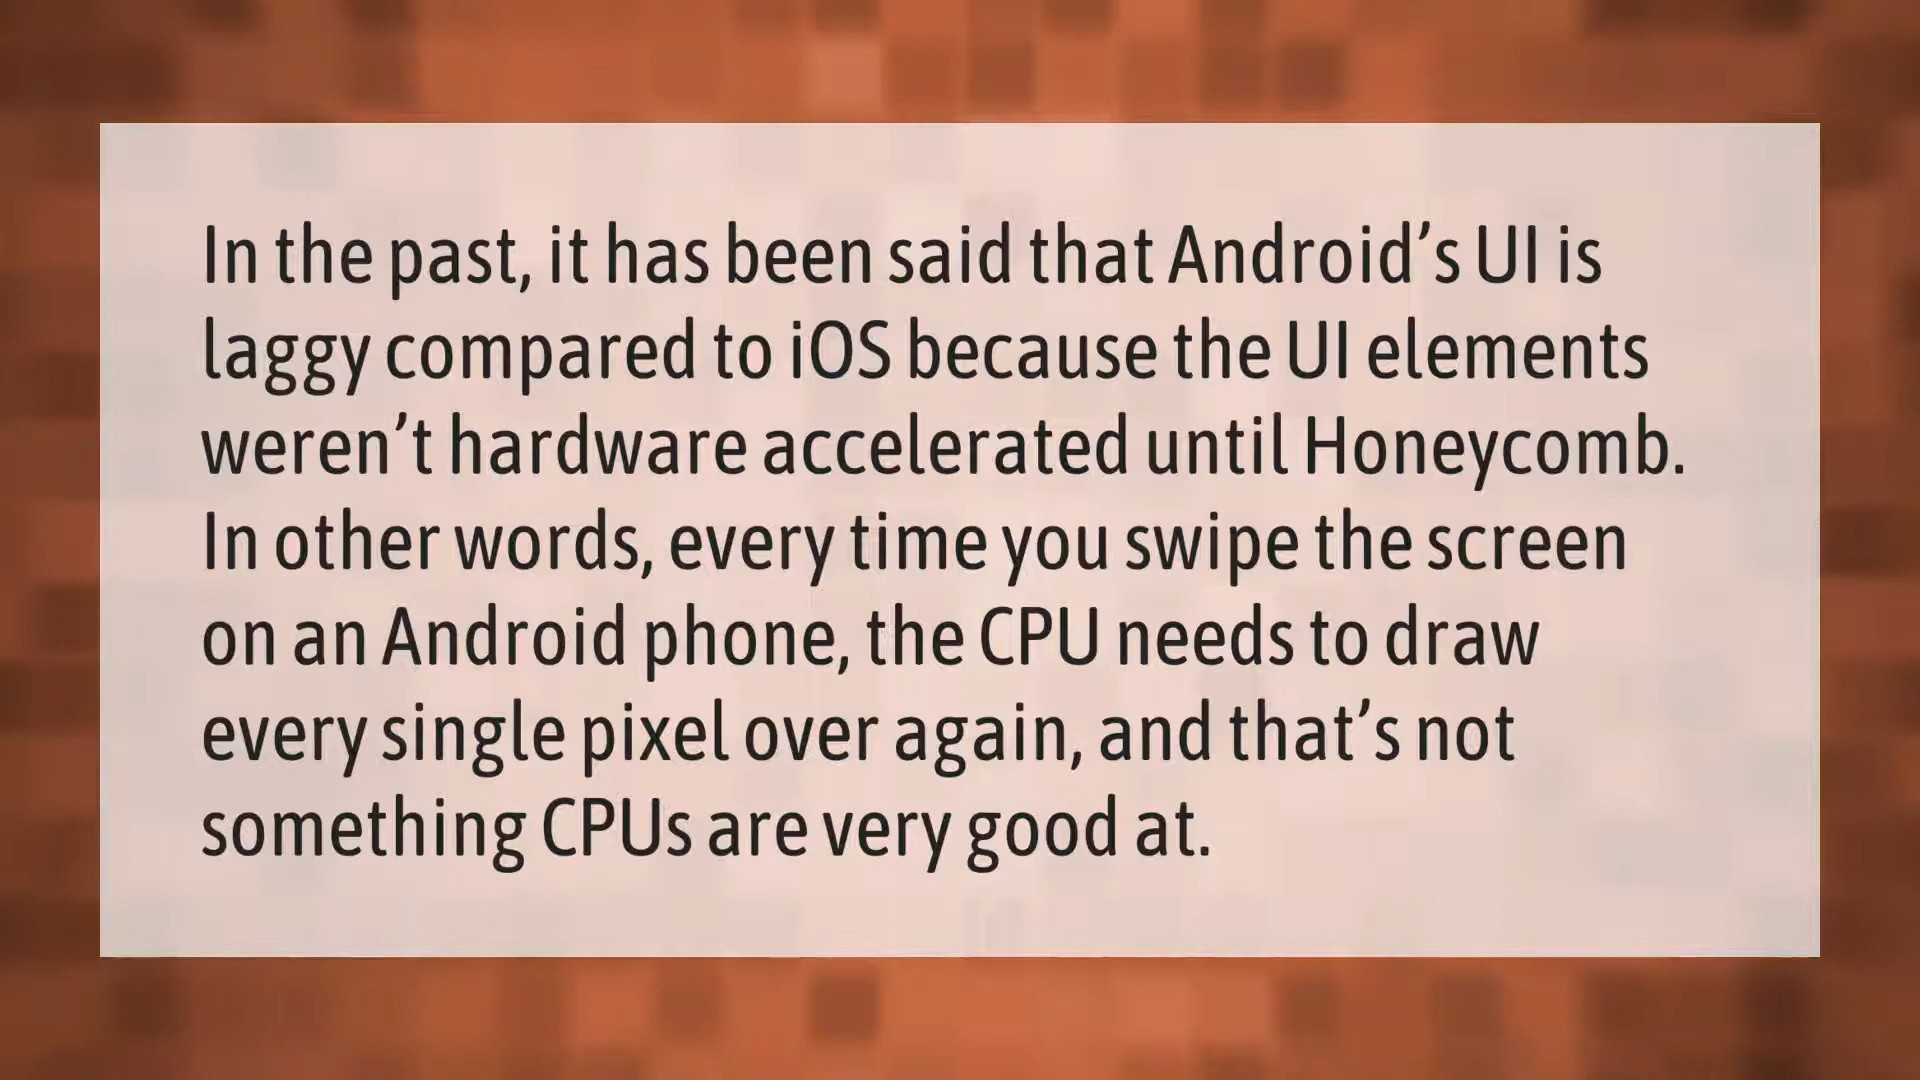 In the past, it has been said that Android’s UI is
laggy compared to iOS because the UI elements
weren’t hardware accelerated until Honeycomb.
In other words, every time you swipe the screen
on an Android phone, the CPU needs to draw
every single pixel over again, and that’s not
something CPUs are very good at.